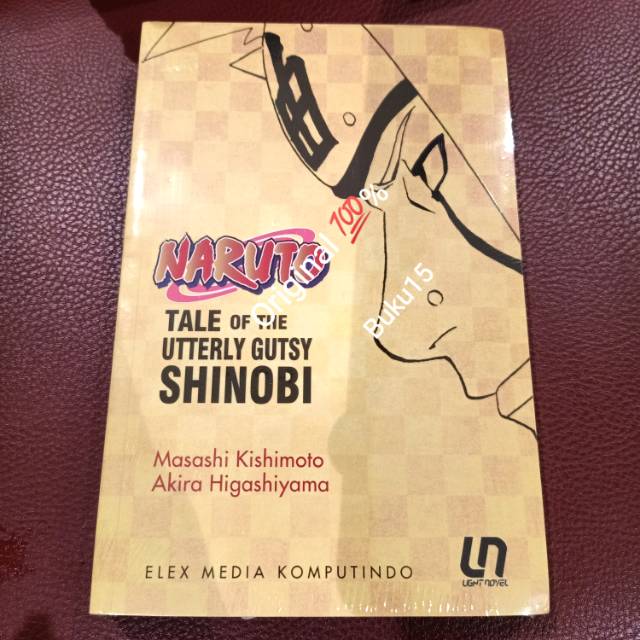 NARUTO
TALE OF THE
UTTERLY GUTSY
SHINOBI
Masashi Kishimoto
Akira Higashiyama
ELEX MEDIA KOMPUTINDO
LN
LIGHT NOVEL
Original 💯%
Buku15